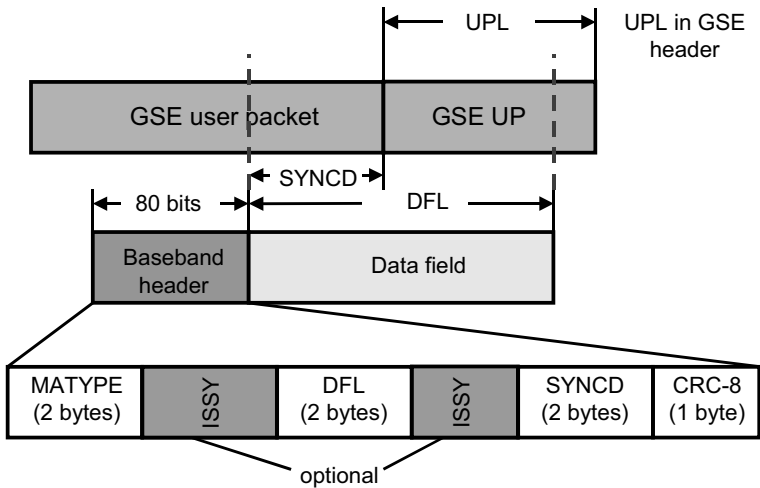 UPL
UPL in GSE
header
GSE user packet
GSE UP
SYNCD
80 bits
DFL
Baseband
header
Data field
MATYPE
(2 bytes)
ISSY
DFL
(2 bytes)
ISSY
SYNCD
(2 bytes)
CRC-8
(1 byte)
optional